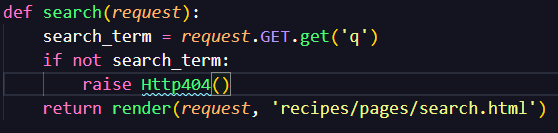 def search(request):
    search_term = request.GET.get('q')
    if not search_term:
        raise Http404()
    return render(request, 'recipes/pages/search.html')